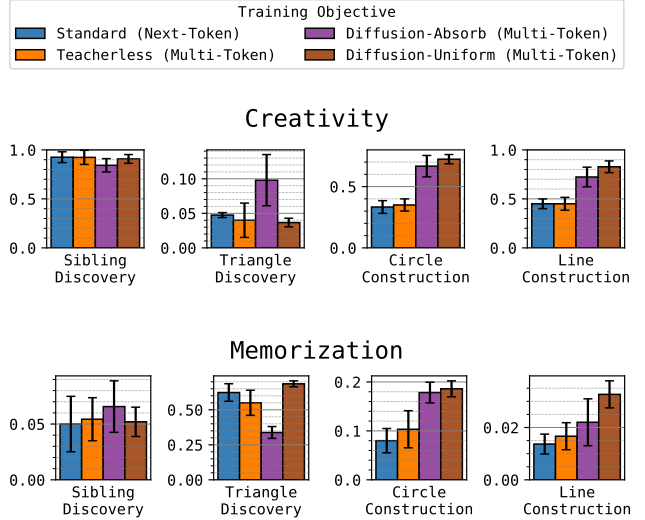 Training Objective
Standard (Next-Token)
Diffusion-Absorb (Multi-Token)
Teacherless (Multi-Token)
Diffusion-Uniform (Multi-Token)
Creativity
1.0
0.5
0.0
Sibling
Discovery
0.10
0.05
0.00
Triangle
Discovery
0.5
0.0
Circle
Construction
1.0
0.5
0.0
Line
Construction
Memorization
0.05
0.00
Sibling
Discovery
0.50
0.25
0.00
Triangle
Discovery
0.2
0.1
0.0
Circle
Construction
0.02
0.00
Line
Construction